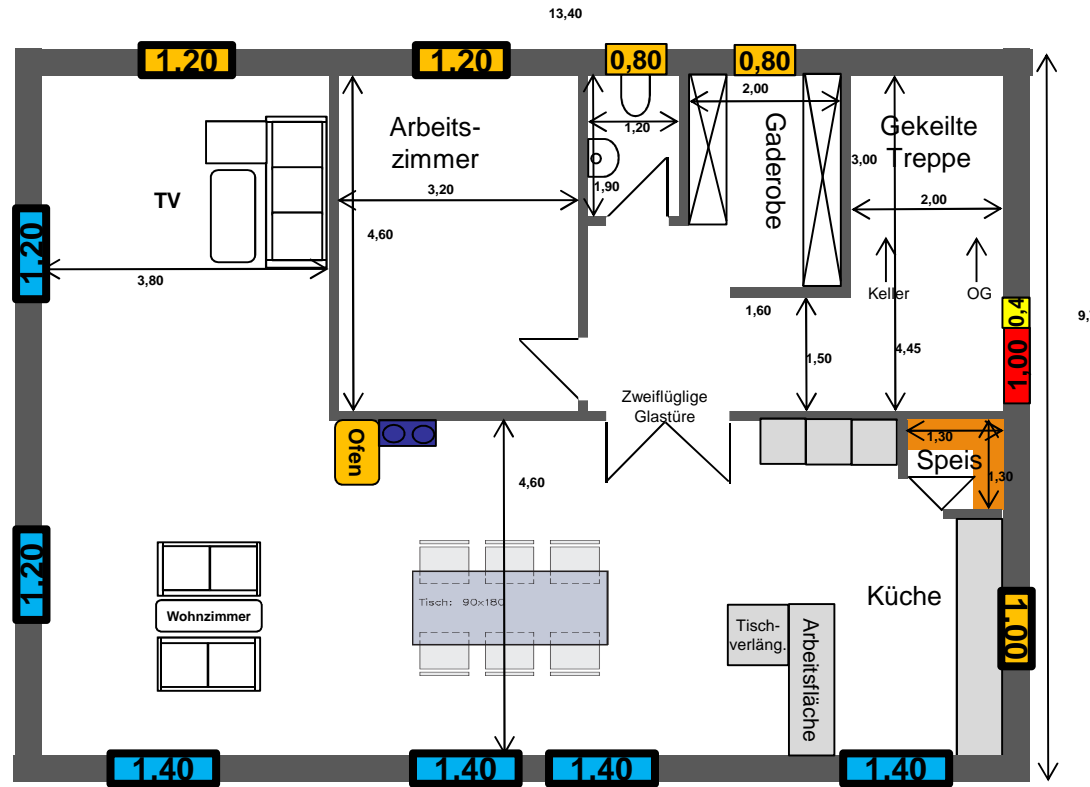 13,40
1.20
1.20
0,80
0,80
Arbeits-
zimmer
1,20
2,00
Gaderobe
Gekeilte
Treppe
3,00
TV
3,20
1,90
2,00
1.20
4,60
3,80
Keller
OG
1,60
0,4
9,
1,50
4,45
1,00
Zweiflüglige
Glastüre
Ofen
1,30
Speis
4,60
1,30
1.20
Tisch: 90x180
Wohnzimmer
Küche
Tisch-
verläng.
Arbeitsfläche
1,00
1.40
1.40
1.40
1.40